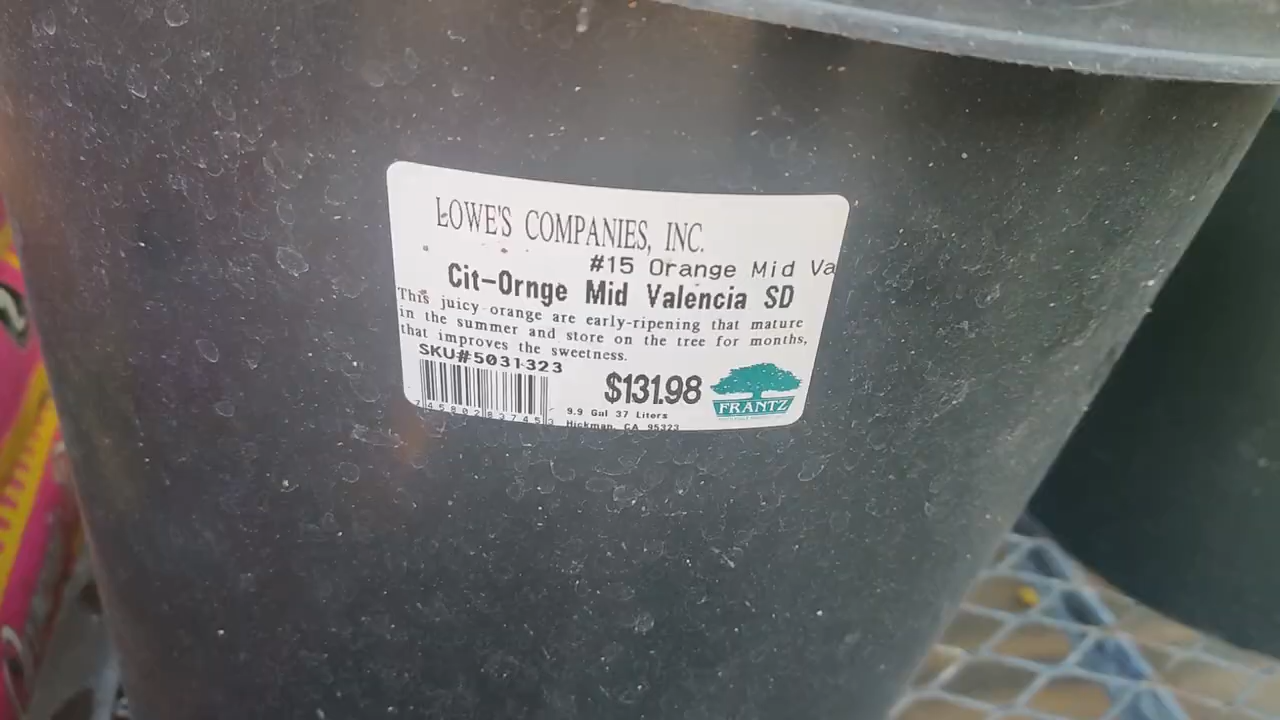 LOWE'S COMPANIES, INC.
#15 Orange Mid Va
Cit-Ornge Mid Valencia SD
This juicy orange are early-ripening that mature
in the summer and store on the tree for months,
that improves the sweetness.
SKU#5031323
$131.98
FRANTZ
9.9 Gal 37 Liters
Hickman, CA 95323